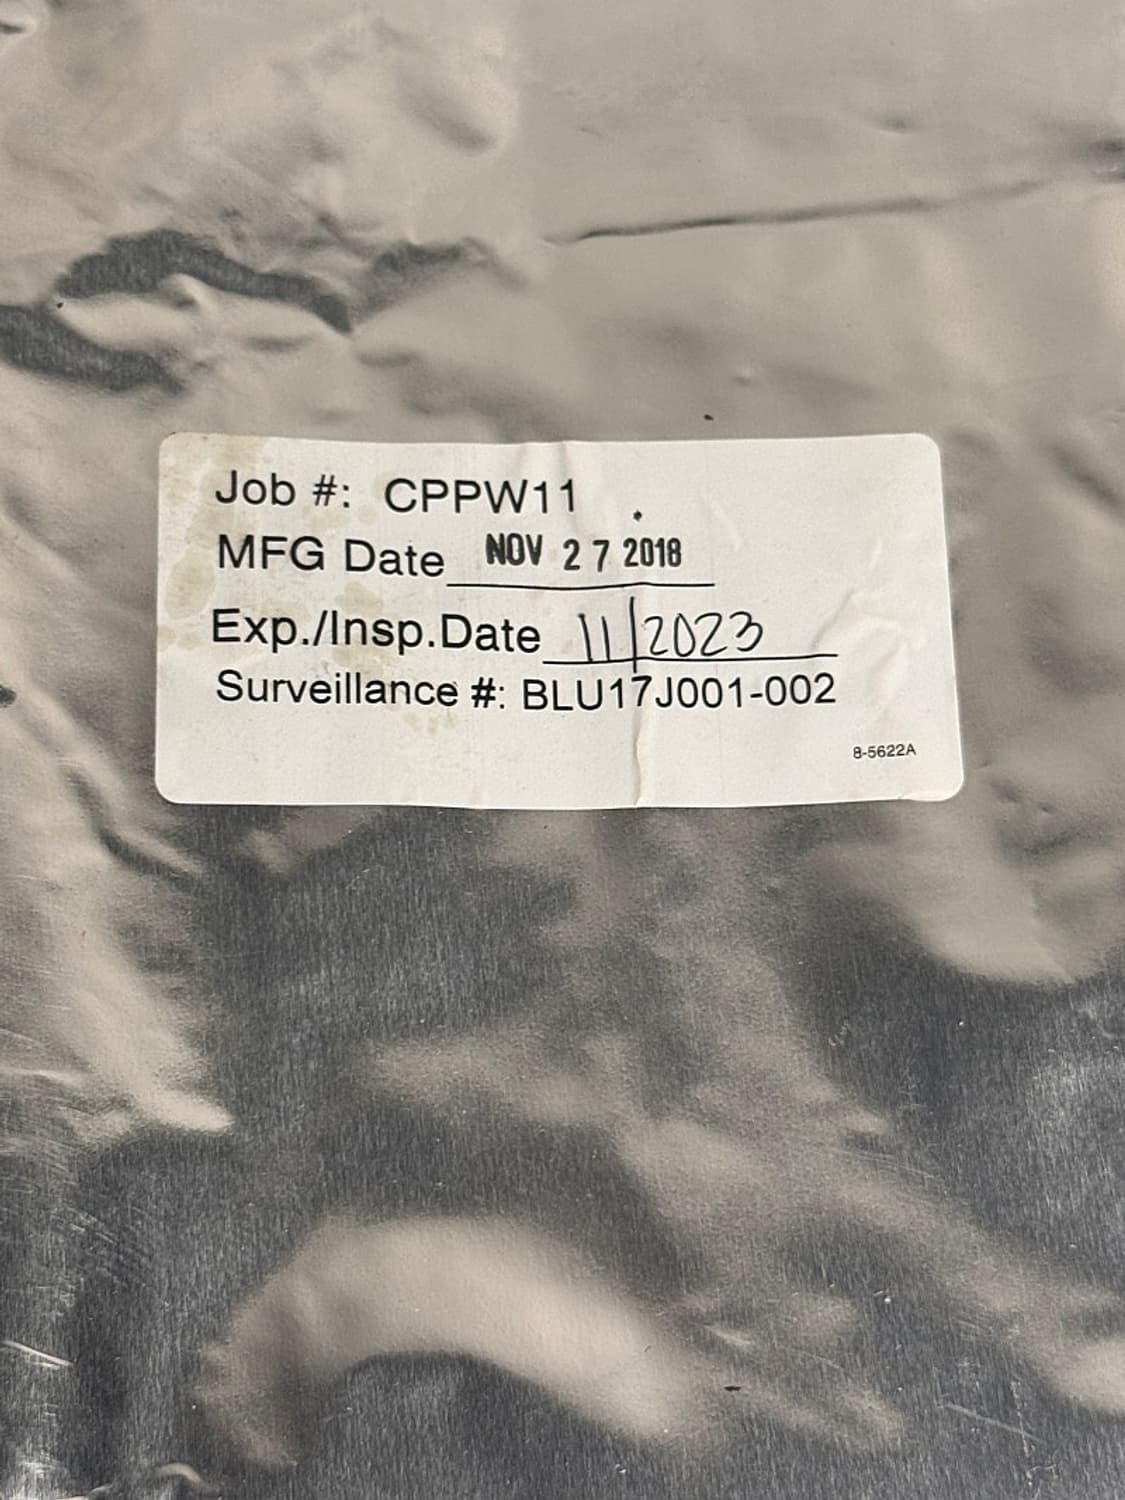 Job #: CPPW11
MFG Date NOV 27 2018
Exp./Insp.Date 11/2023
Surveillance #: BLU17J001-002
8-5622A